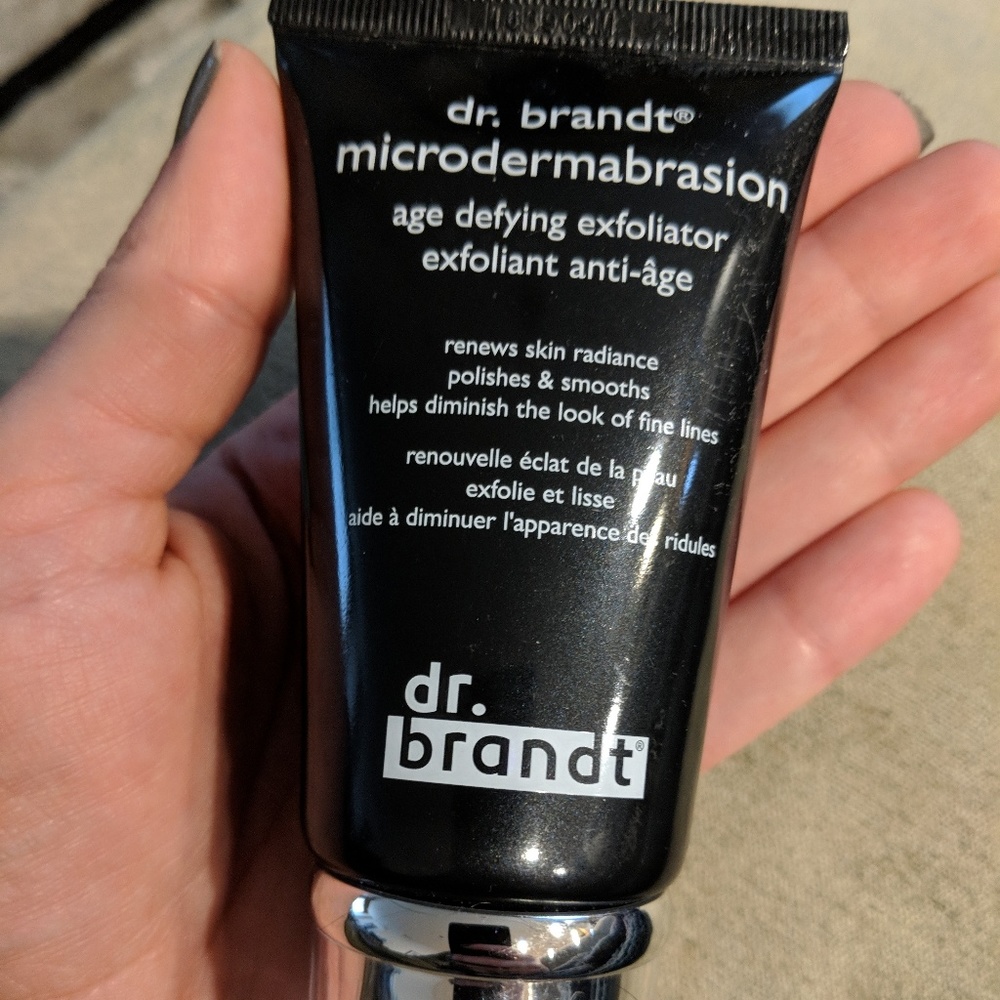 dr. brandt®
microdermabrasion
age defying exfoliator
exfoliant anti-âge
renews skin radiance
polishes & smooths
helps diminish the look of fine lines
renouvelle éclat de la peau
exfolie et lisse
aide à diminuer l'apparence des ridules
dr.
brandt®